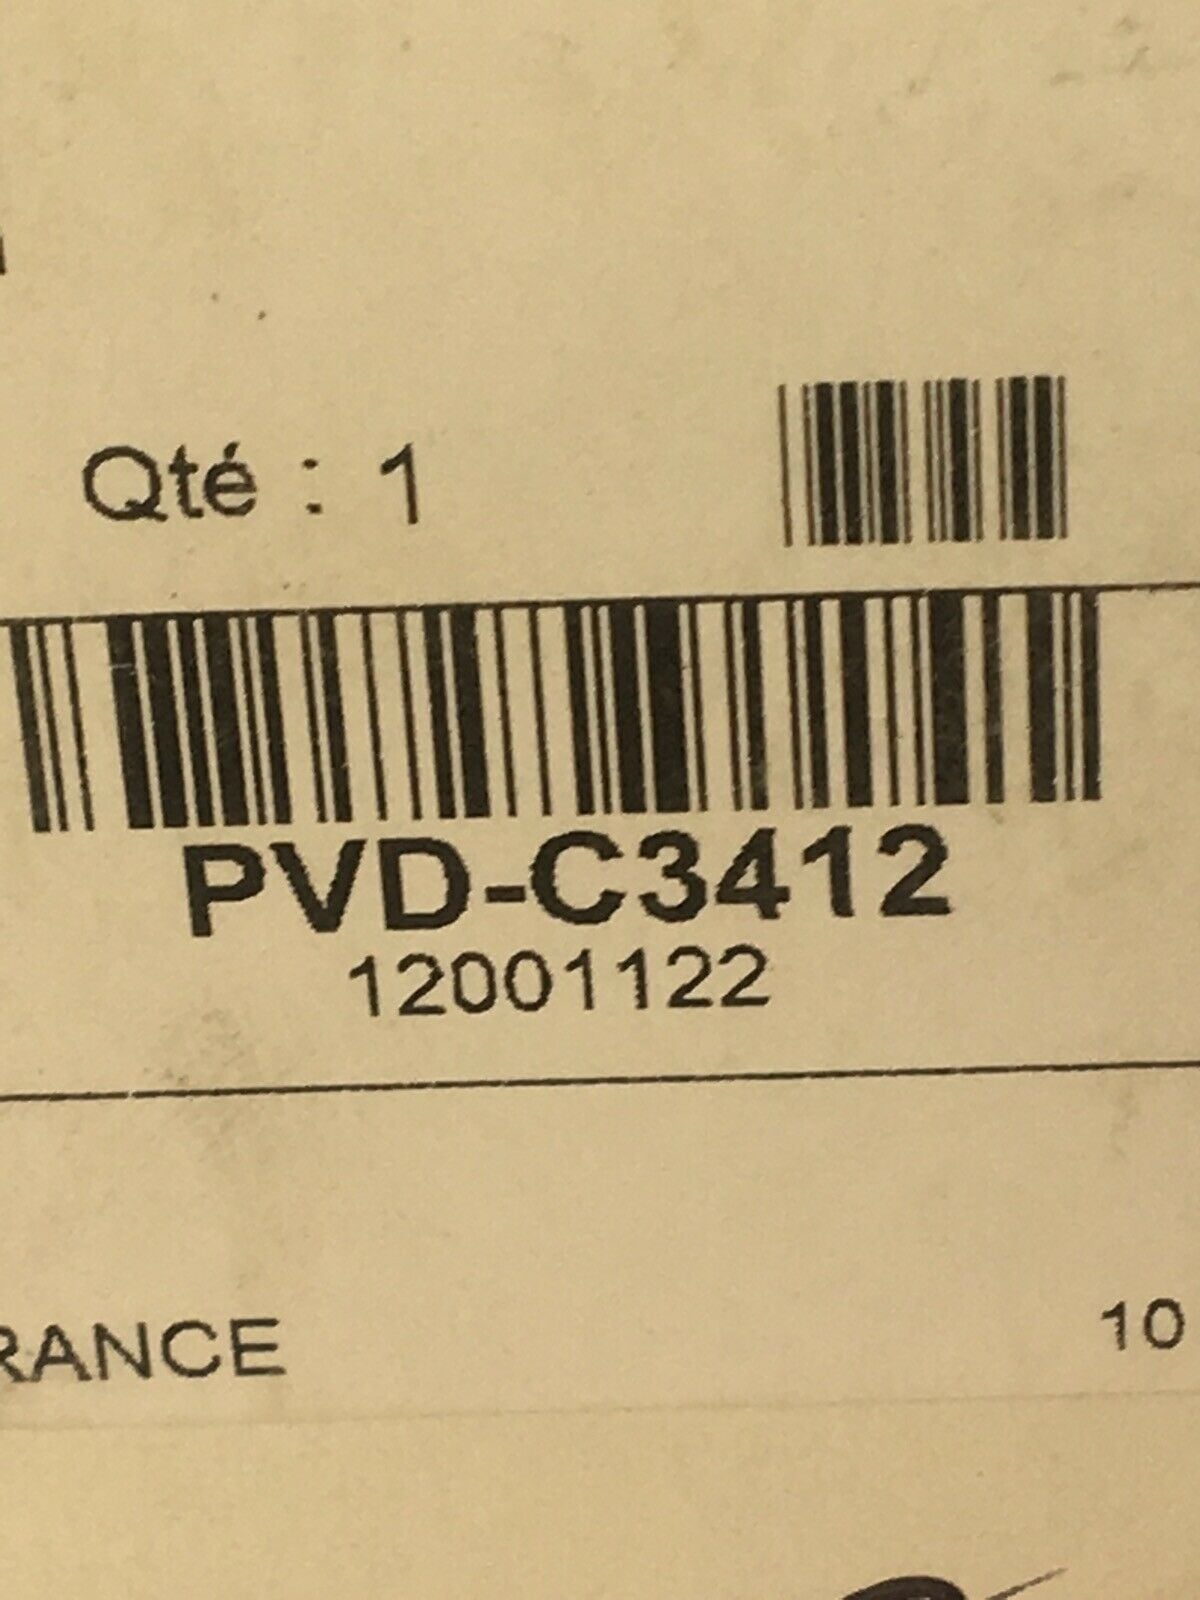 Qté : 1
PVD-C3412
12001122
RANCE 10